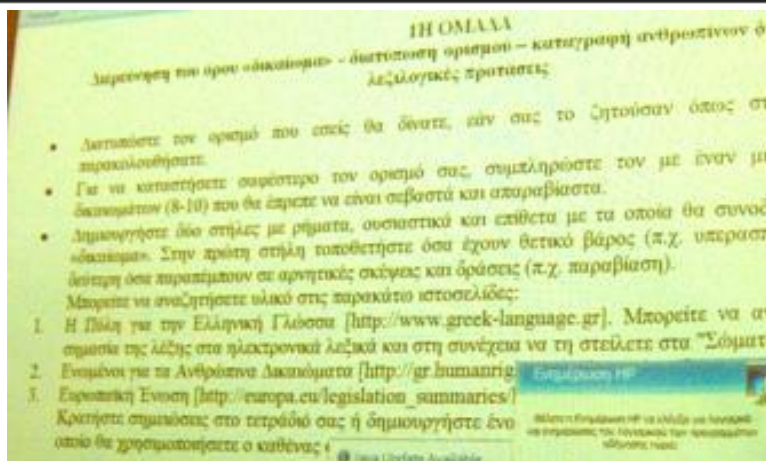 1Η ΟΜΑΔΑ
Διερεύνηση του όρου «δικαίωμα» - διατύπωση ορισμού – καταγραφή ανθρωπίνων
λεξιλογικές προτάσεις
• Διατυπώστε τον ορισμό που εσείς θα δίνατε, εάν σας το ζητούσαν όπως
παρακολουθήσατε.
• Για να καταστήσετε σαφέστερο τον ορισμό σας, συμπληρώστε τον με έναν
δικαιωμάτων (8-10) που θα έπρεπε να είναι σεβαστά και απαραβίαστα.
• Δημιουργήστε δύο στήλες με ρήματα, ουσιαστικά και επίθετα με τα οποία θα
«δικαίωμα». Στην πρώτη στήλη τοποθετήστε όσα έχουν θετικό βάρος (π.χ.
δεύτερη όσα παραπέμπουν σε αρνητικές σκέψεις και δράσεις (π.χ. παραβίαση).
Μπορείτε να αναζητήσετε υλικό στις παρακάτω ιστοσελίδες:
1. Η Πύλη για την Ελληνική Γλώσσα [http://www.greek-language.gr]. Μπορείτε να
σημασία της λέξης στα ηλεκτρονικά λεξικά και στη συνέχεια να τη στείλετε στα
2. Ενωμένοι για τα Ανθρώπινα Δικαιώματα [http://gr.humanrig
3. Ευρωπαϊκή Ένωση [http://europa.eu/legislation_summaries/
Κρατήστε σημειώσεις στο τετράδιό σας ή δημιουργήστε ένα
οποίο θα χρησιμοποιήσετε ο καθένας
Ενημέρωση HP
Java Update Available